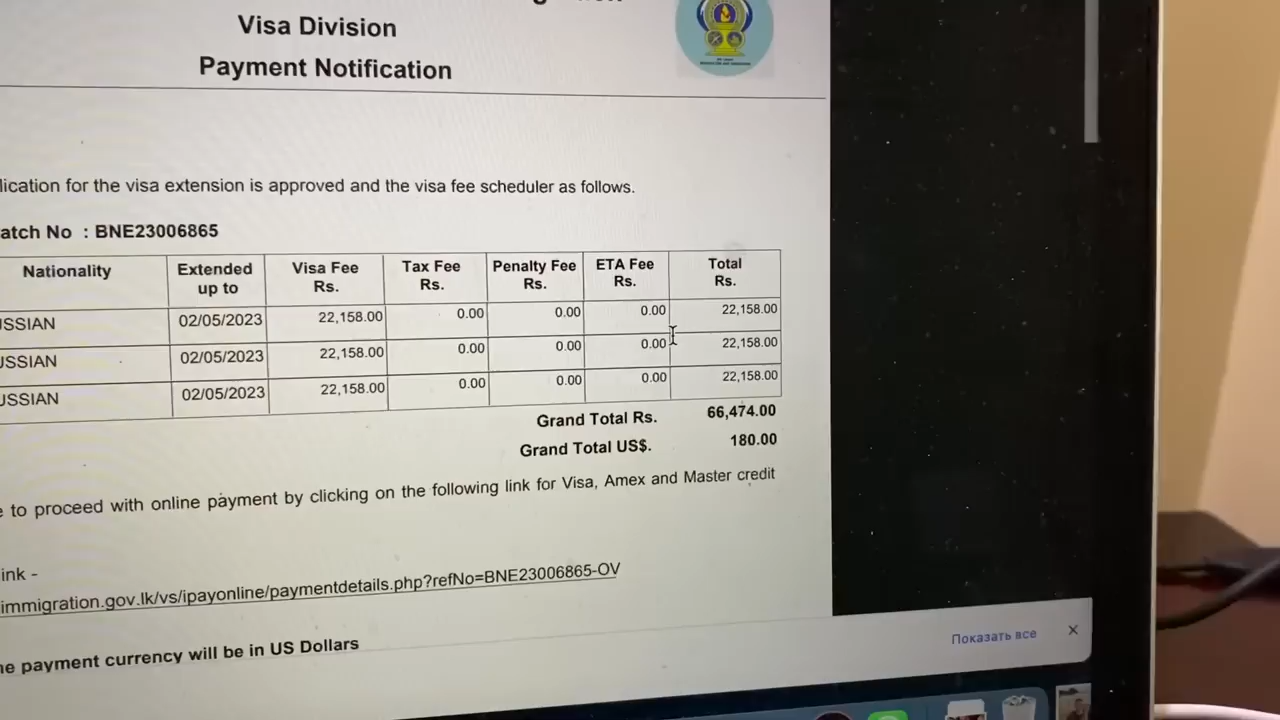 Visa Division
Payment Notification
lication for the visa extension is approved and the visa fee scheduler as follows.
atch No : BNE23006865
Nationality Extended up to Visa Fee Rs. Tax Fee Rs. Penalty Fee Rs. ETA Fee Rs. Total Rs.
USSIAN 02/05/2023 22,158.00 0.00 0.00 0.00 22,158.00
USSIAN 02/05/2023 22,158.00 0.00 0.00 0.00 22,158.00
USSIAN 02/05/2023 22,158.00 0.00 0.00 0.00 22,158.00
Grand Total Rs. 66,474.00
Grand Total US$. 180.00
e to proceed with online payment by clicking on the following link for Visa, Amex and Master credit
ink -
immigration.gov.lk/vs/ipayonline/paymentdetails.php?refNo=BNE23006865-OV
he payment currency will be in US Dollars
Показать все